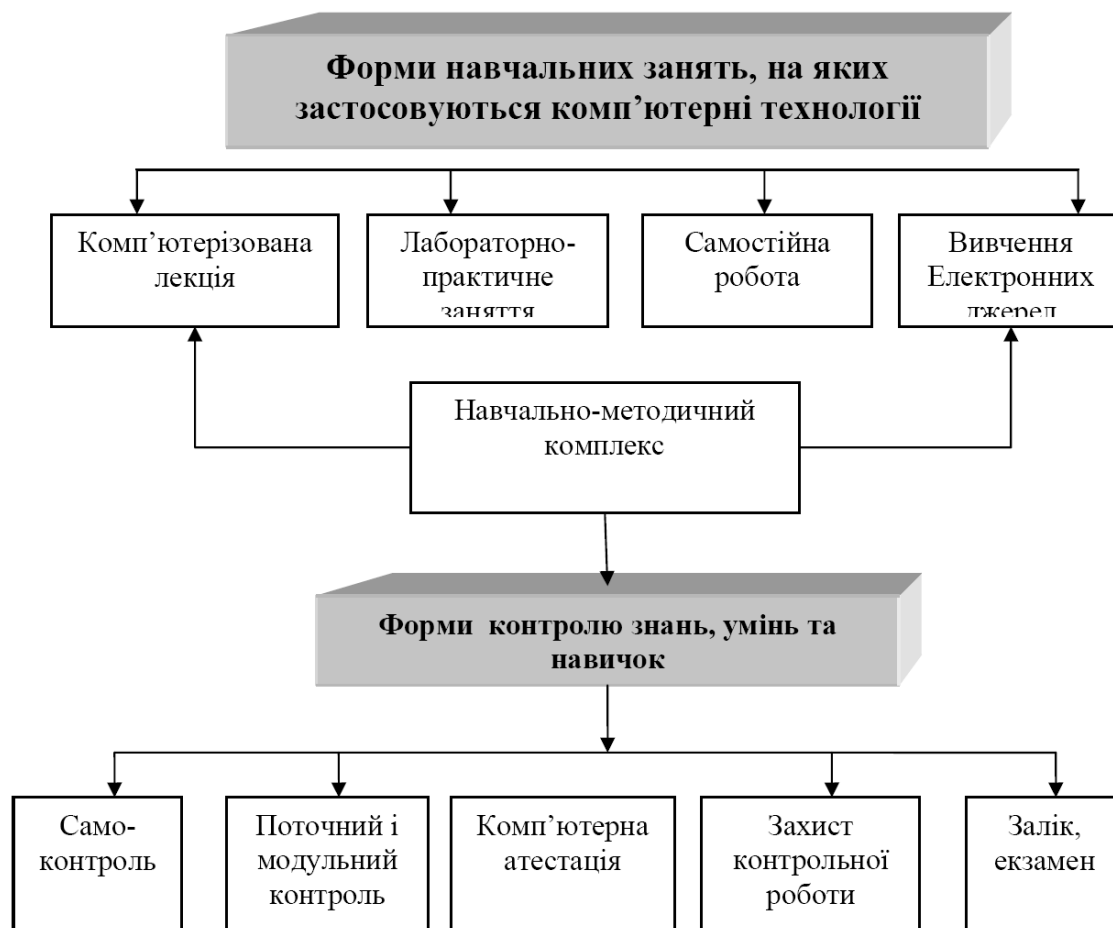 Форми навчальних занять, на яких
застосовуються комп’ютерні технології
Комп’ютерізована
лекція
Лабораторно-
практичне
заняття
Самостійна
робота
Вивчення
Електронних
джерел
Навчально-методичний
комплекс
Форми контролю знань, умінь та
навичок
Само-
контроль
Поточний і
модульний
контроль
Комп’ютерна
атестація
Захист
контрольної
роботи
Залік,
екзамен